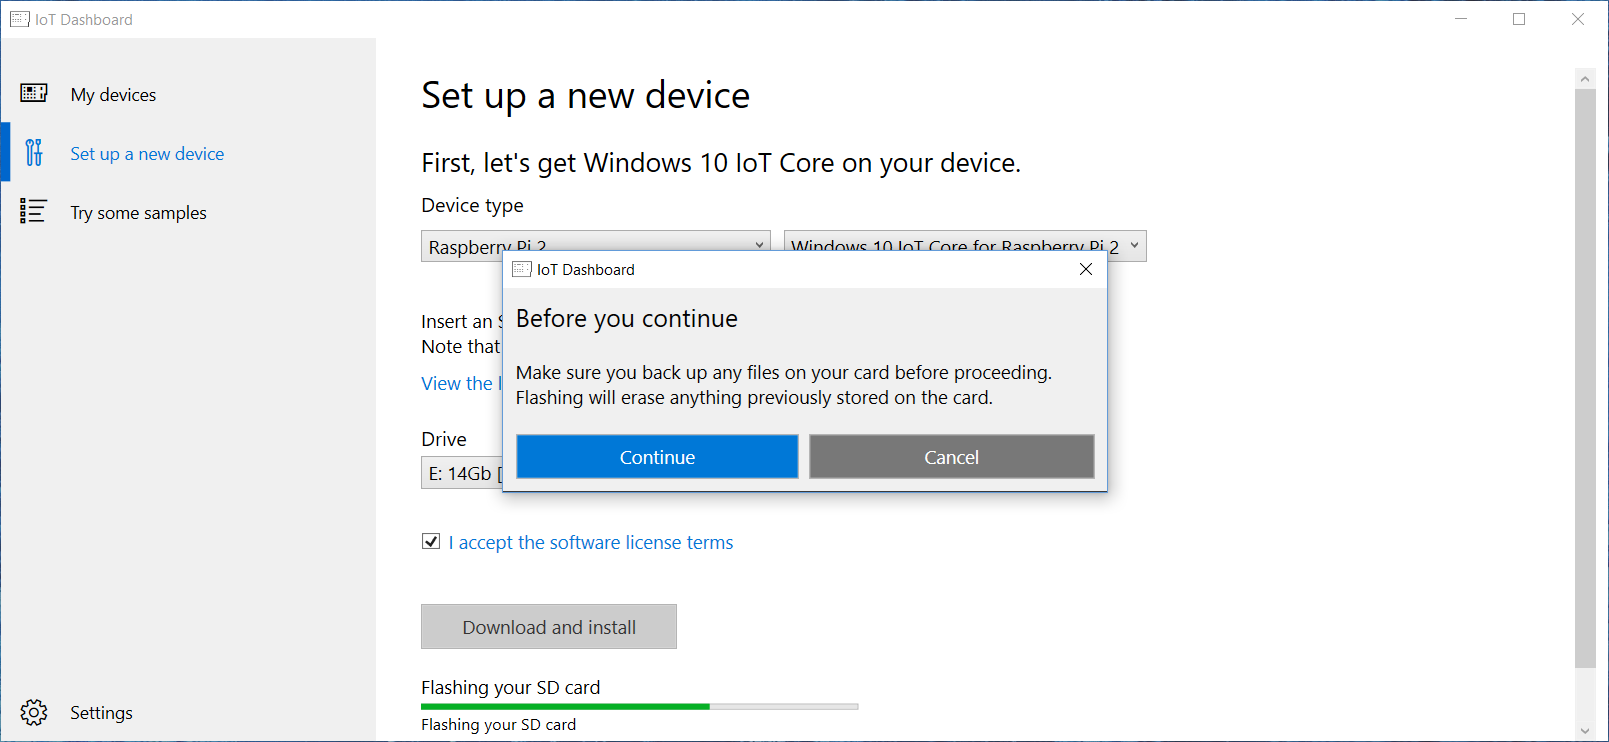 IoT Dashboard
My devices
Set up a new device
Try some samples
Settings
Set up a new device
First, let's get Windows 10 IoT Core on your device.
Device type
Raspberry Pi 2
Windows 10 IoT Core for Raspberry Pi 2
Insert an
Note that
View the
Drive
E: 14Gb [
IoT Dashboard
Before you continue
Make sure you back up any files on your card before proceeding.
Flashing will erase anything previously stored on the card.
Continue
Cancel
I accept the software license terms
Download and install
Flashing your SD card
Flashing your SD card